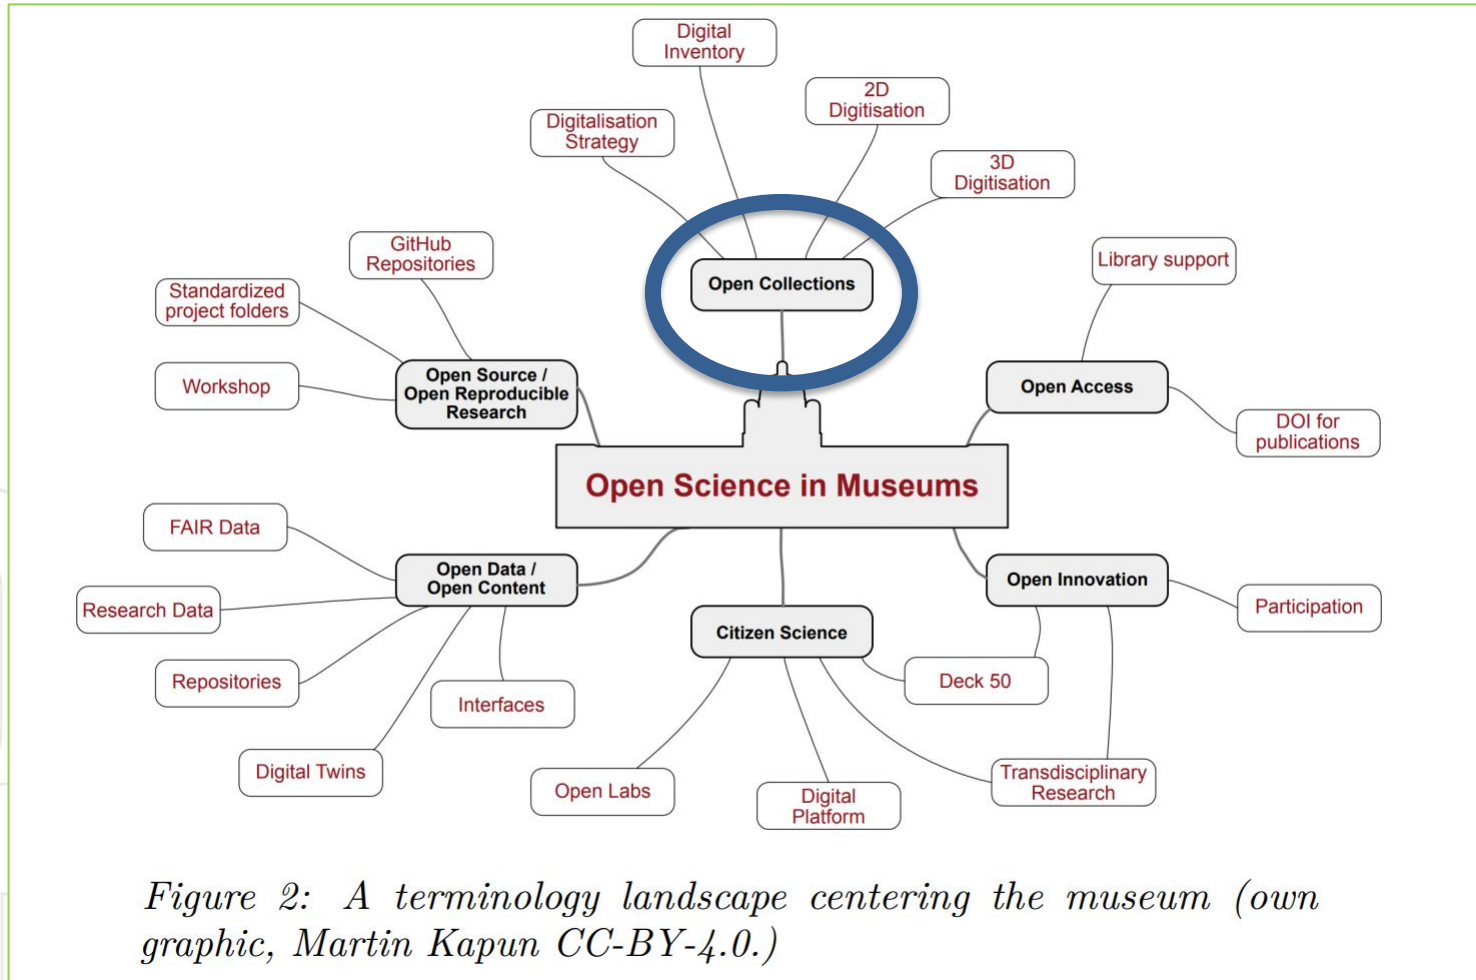 Digital
Inventory
2D
Digitisation
Digitalisation
Strategy
3D
Digitisation
GitHub
Repositories
Library support
Open Collections
Standardized
project folders
Workshop
Open Source /
Open Reproducible
Research
Open Access
DOI for
publications
Open Science in Museums
FAIR Data
Open Data /
Open Content
Open Innovation
Research Data
Participation
Citizen Science
Repositories
Interfaces
Deck 50
Digital Twins
Open Labs
Digital
Platform
Transdisciplinary
Research
Figure 2: A terminology landscape centering the museum (own
graphic, Martin Kapun CC-BY-4.0.)